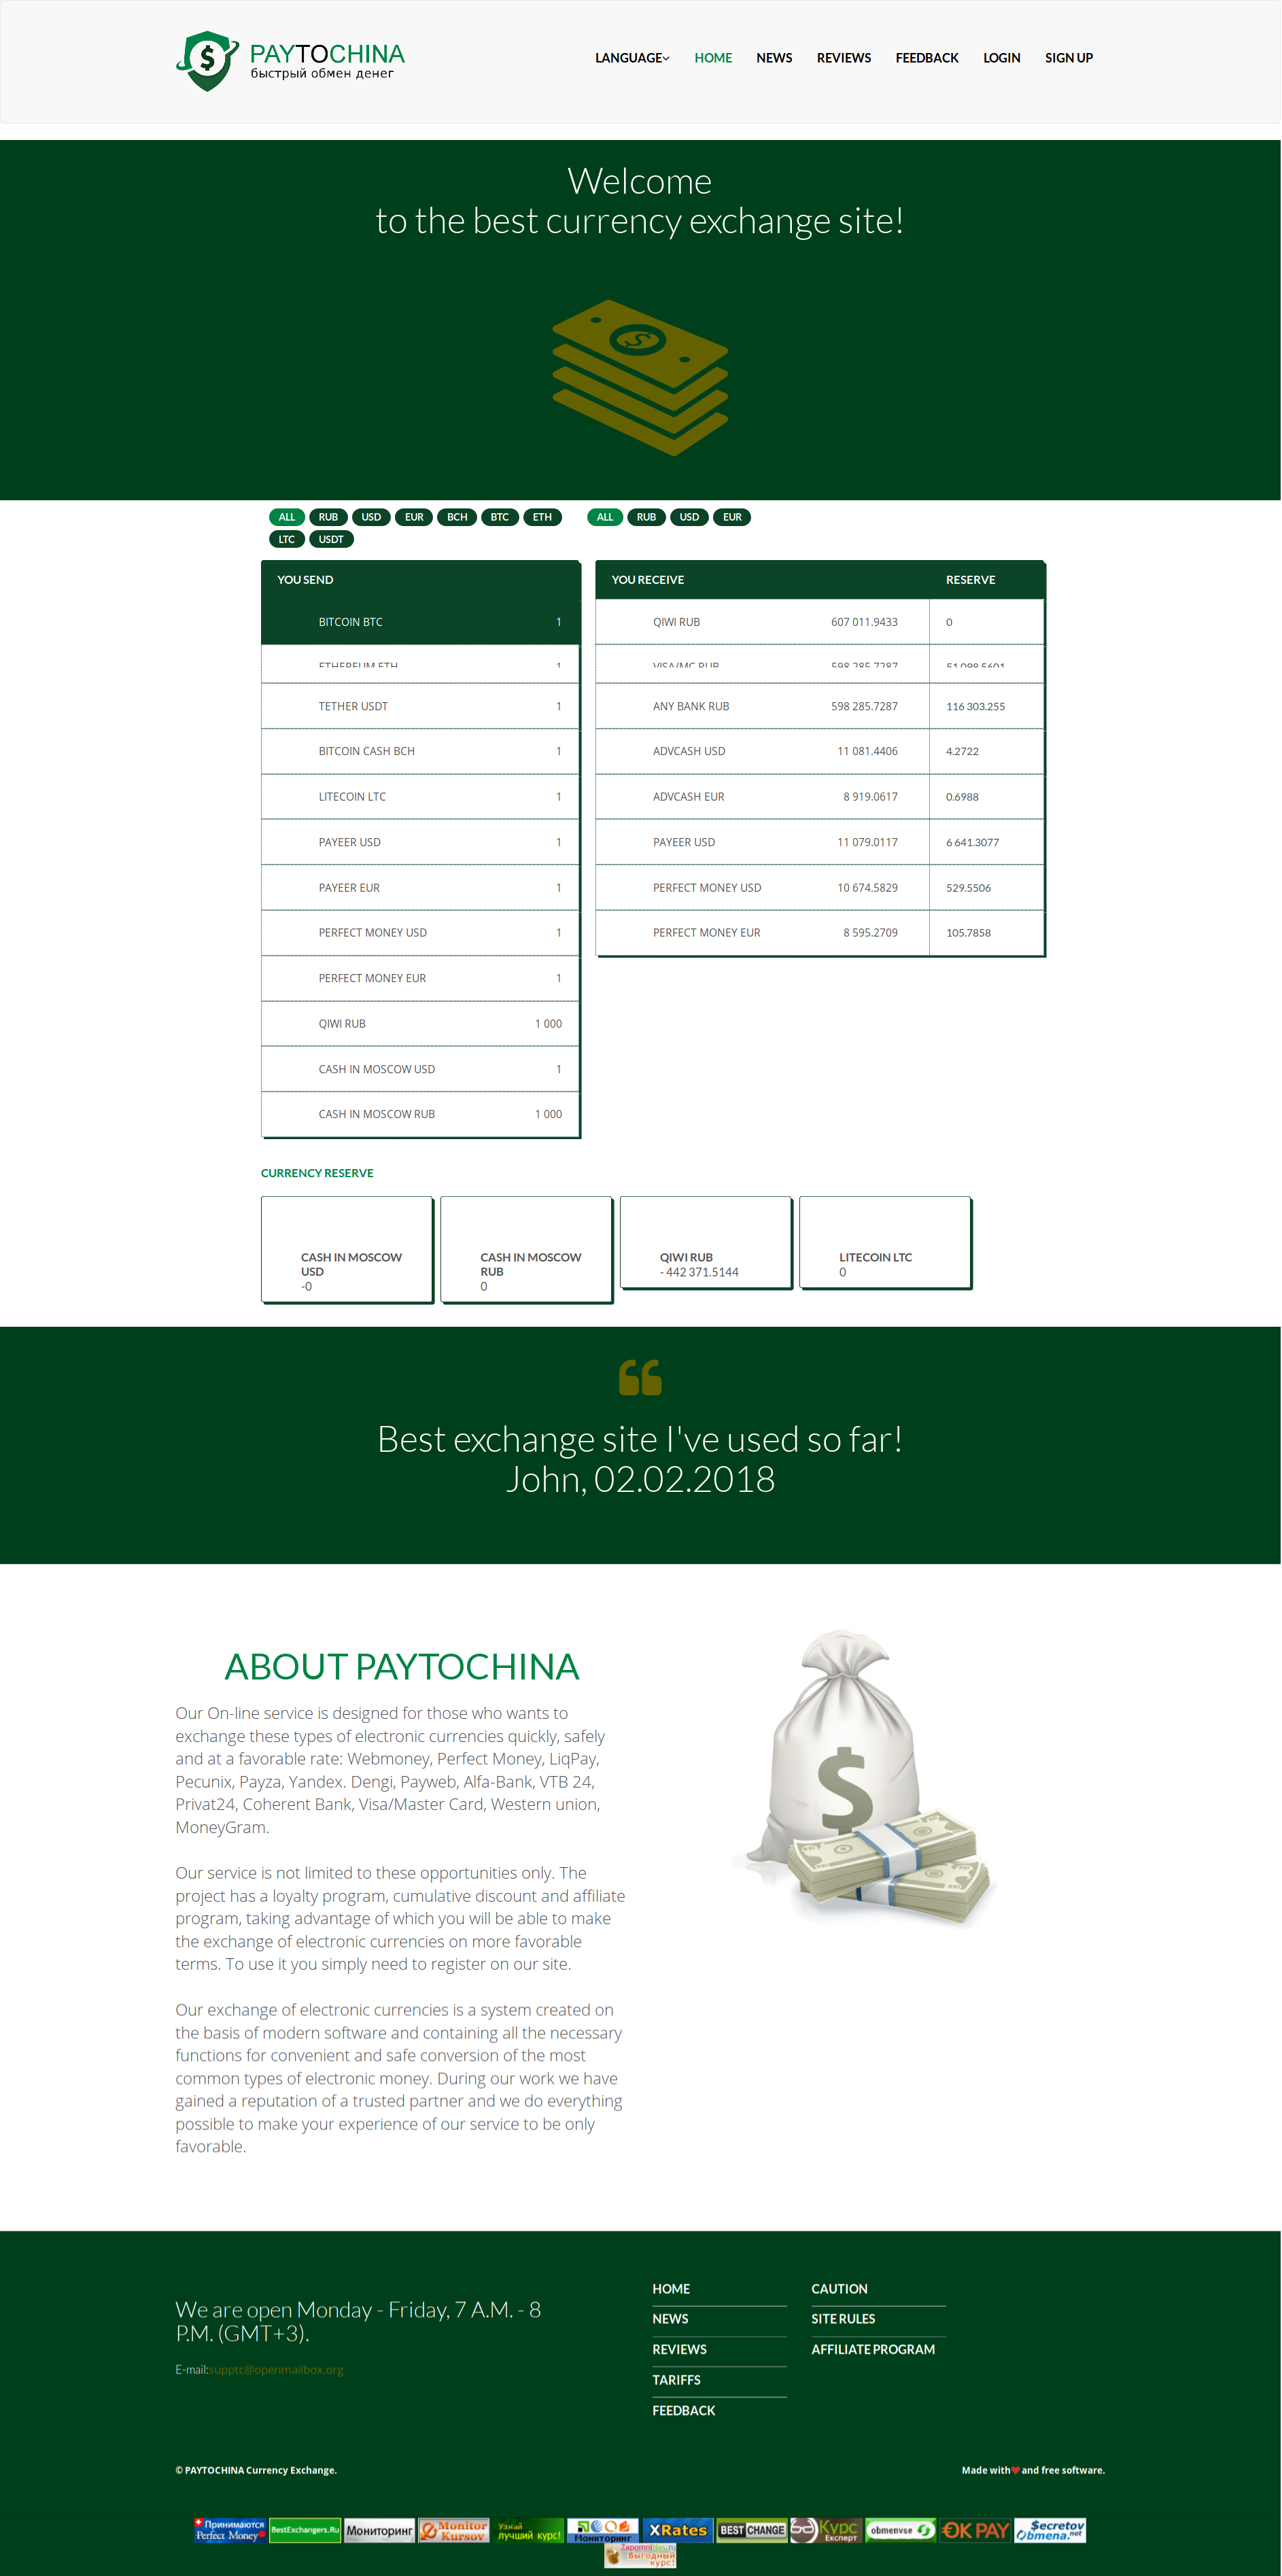 PAYTOCHINA
быстрый обмен денег
LANGUAGE HOME NEWS REVIEWS FEEDBACK LOGIN SIGN UP
Welcome
to the best currency exchange site!
ALL RUB USD EUR BCH BTC ETH
LTC USDT
ALL RUB USD EUR
YOU SEND
BITCOIN BTC 1
ETHEREUM ETH 1
TETHER USDT 1
BITCOIN CASH BCH 1
LITECOIN LTC 1
PAYEER USD 1
PAYEER EUR 1
PERFECT MONEY USD 1
PERFECT MONEY EUR 1
QIWI RUB 1 000
CASH IN MOSCOW USD 1
CASH IN MOSCOW RUB 1 000
YOU RECEIVE RESERVE
QIWI RUB 607 011.9433 0
VISA/MC RUB 598 285.7287 51 098.5601
ANY BANK RUB 598 285.7287 116 303.255
ADVCASH USD 11 081.4406 4.2722
ADVCASH EUR 8 919.0617 0.6988
PAYEER USD 11 079.0117 6 641.3077
PERFECT MONEY USD 10 674.5829 529.5506
PERFECT MONEY EUR 8 595.2709 105.7858
CURRENCY RESERVE
CASH IN MOSCOW
USD
-0
CASH IN MOSCOW
RUB
0
QIWI RUB
- 442 371.5144
LITECOIN LTC
0
Best exchange site I've used so far!
John, 02.02.2018
ABOUT PAYTOCHINA
Our On-line service is designed for those who wants to
exchange these types of electronic currencies quickly, safely
and at a favorable rate: Webmoney, Perfect Money, LiqPay,
Pecunix, Payza, Yandex. Dengi, Payweb, Alfa-Bank, VTB 24,
Privat24, Coherent Bank, Visa/Master Card, Western union,
MoneyGram.
Our service is not limited to these opportunities only. The
project has a loyalty program, cumulative discount and affiliate
program, taking advantage of which you will be able to make
the exchange of electronic currencies on more favorable
terms. To use it you simply need to register on our site.
Our exchange of electronic currencies is a system created on
the basis of modern software and containing all the necessary
functions for convenient and safe conversion of the most
common types of electronic money. During our work we have
gained a reputation of a trusted partner and we do everything
possible to make your experience of our service to be only
favorable.
We are open Monday - Friday, 7 A.M. - 8
P.M. (GMT+3).
E-mail:supptc@openmailbox.org
HOME
NEWS
REVIEWS
TARIFFS
FEEDBACK
CAUTION
SITE RULES
AFFILIATE PROGRAM
© PAYTOCHINA Currency Exchange.
Made with and free software.
Принимаются
Perfect Money
BestExchangers.Ru
Мониторинг
Monitor
Kursov
Узнай
лучший курс!
Мониторинг
XRates
BEST CHANGE
Курс
Эксперт
obmenvse
OK PAY
Secretov
Obmena.net
ZapomniNas.ru
Выгодный
курс!